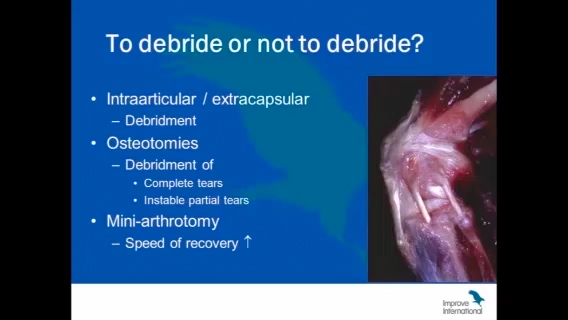 To debride or not to debride?
• Intraarticular / extracapsular
– Debridment
• Osteotomies
– Debridment of
• Complete tears
• Instable partial tears
• Mini-arthrotomy
– Speed of recovery ↑
Improve
International